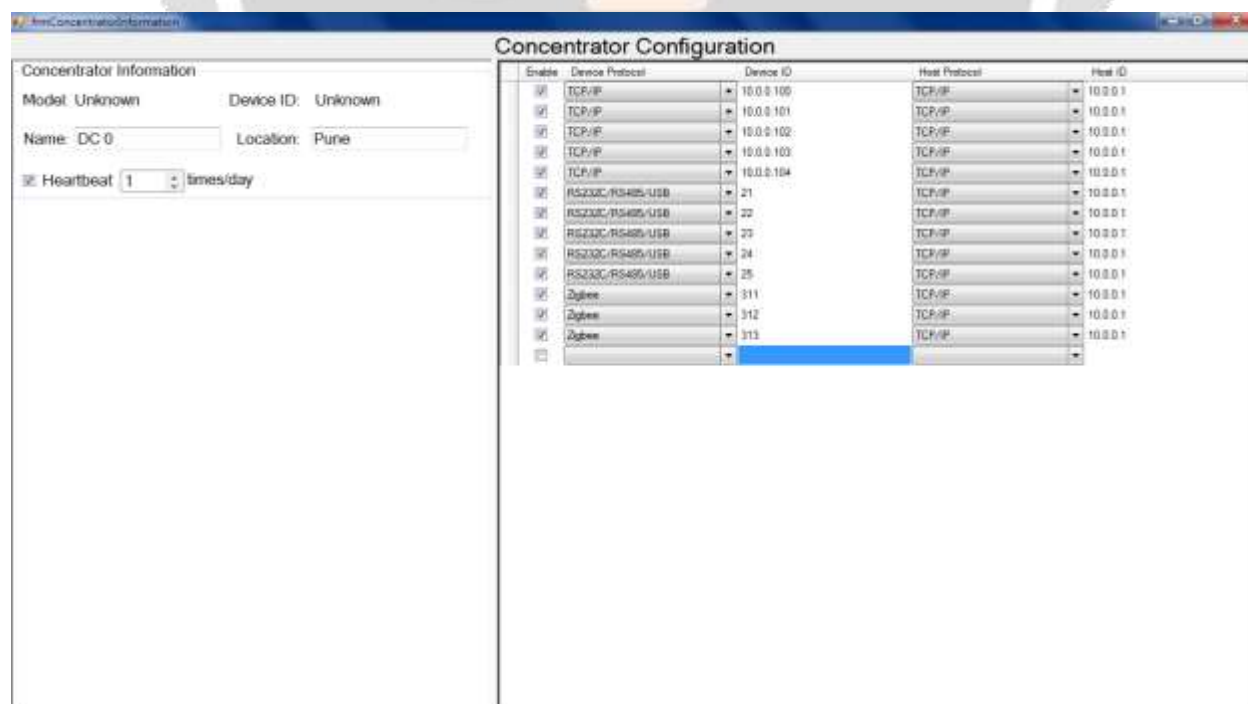 frmConcentratorInformation
Concentrator Configuration
Concentrator Information
Model: Unknown Device ID: Unknown
Name: DC 0 Location: Pune
Heartbeat 1 times/day
Enable Device Protocol Device ID Host Protocol Host ID
TCP/IP 10.0.0.100 TCP/IP 10.0.0.1
TCP/IP 10.0.0.101 TCP/IP 10.0.0.1
TCP/IP 10.0.0.102 TCP/IP 10.0.0.1
TCP/IP 10.0.0.103 TCP/IP 10.0.0.1
TCP/IP 10.0.0.104 TCP/IP 10.0.0.1
RS232C/RS485/USB 21 TCP/IP 10.0.0.1
RS232C/RS485/USB 22 TCP/IP 10.0.0.1
RS232C/RS485/USB 23 TCP/IP 10.0.0.1
RS232C/RS485/USB 24 TCP/IP 10.0.0.1
RS232C/RS485/USB 25 TCP/IP 10.0.0.1
Zigbee 311 TCP/IP 10.0.0.1
Zigbee 312 TCP/IP 10.0.0.1
Zigbee 313 TCP/IP 10.0.0.1